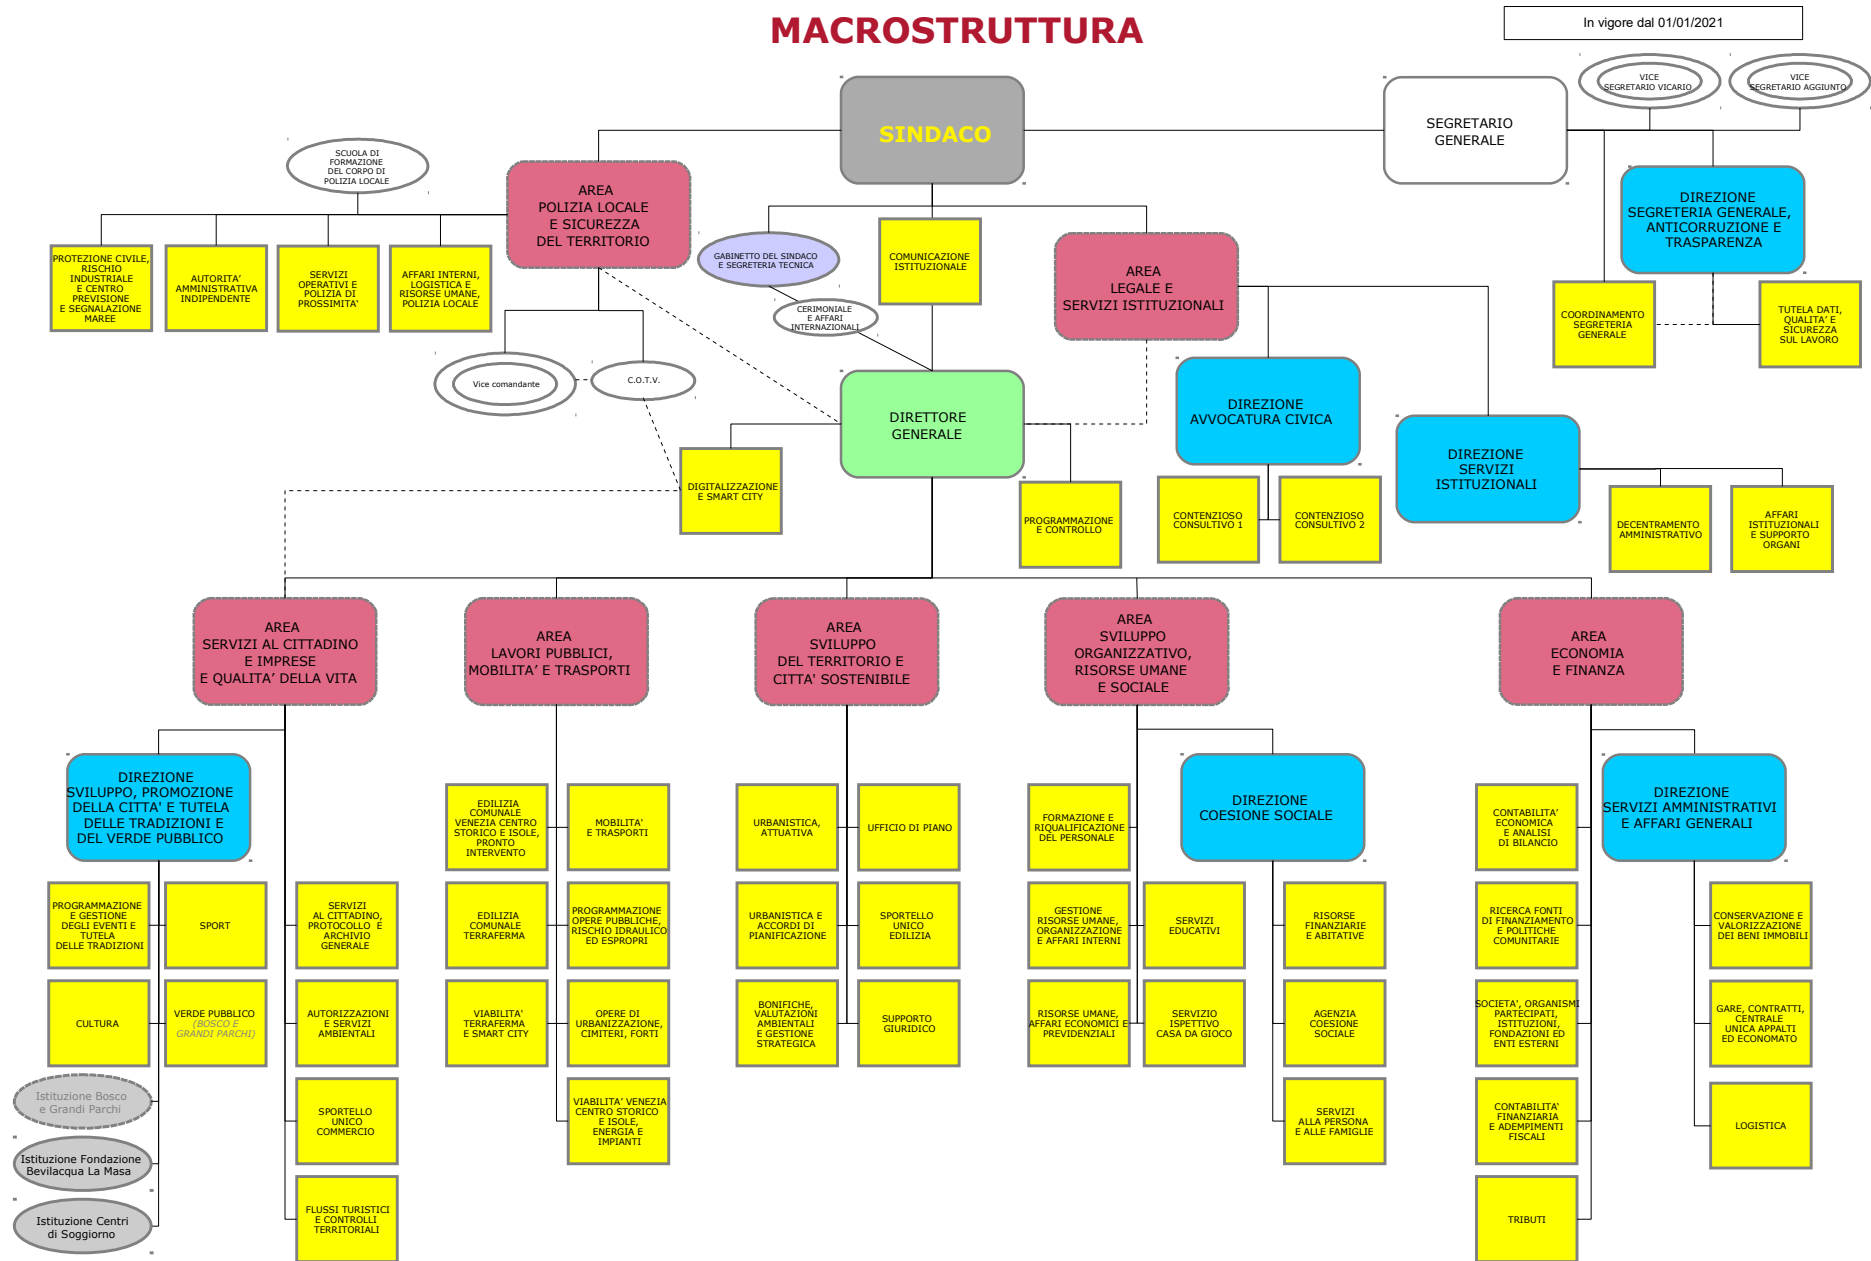 MACROSTRUTTURA
In vigore dal 01/01/2021
SINDACO
SEGRETARIO
GENERALE
VICE
SEGRETARIO VICARIO
VICE
SEGRETARIO AGGIUNTO
SCUOLA DI
FORMAZIONE
DEL CORPO DI
POLIZIA LOCALE
AREA
POLIZIA LOCALE
E SICUREZZA
DEL TERRITORIO
DIREZIONE
SEGRETERIA GENERALE,
ANTICORRUZIONE E
TRASPARENZA
PROTEZIONE CIVILE,
RISCHIO
INDUSTRIALE
E CENTRO
PREVISIONE
E SEGNALAZIONE
MAREE
AUTORITA’
AMMINISTRATIVA
INDIPENDENTE
SERVIZI
OPERATIVI E
POLIZIA DI
PROSSIMITA’
AFFARI INTERNI,
LOGISTICA E
RISORSE UMANE,
POLIZIA LOCALE
GABINETTO DEL SINDACO
E SEGRETERIA TECNICA
COMUNICAZIONE
ISTITUZIONALE
AREA
LEGALE E
SERVIZI ISTITUZIONALI
CERIMONIALE
E AFFARI
INTERNAZIONALI
COORDINAMENTO
SEGRETERIA
GENERALE
TUTELA DATI,
QUALITA’ E
SICUREZZA
SUL LAVORO
Vice comandante
C.O.T.V.
DIRETTORE
GENERALE
DIREZIONE
AVVOCATURA CIVICA
DIREZIONE
SERVIZI
ISTITUZIONALI
DIGITALIZZAZIONE
E SMART CITY
PROGRAMMAZIONE
E CONTROLLO
CONTENZIOSO
CONSULTIVO 1
CONTENZIOSO
CONSULTIVO 2
DECENTRAMENTO
AMMINISTRATIVO
AFFARI
ISTITUZIONALI
E SUPPORTO
ORGANI
AREA
SERVIZI AL CITTADINO
E IMPRESE
E QUALITA’ DELLA VITA
AREA
LAVORI PUBBLICI,
MOBILITA’ E TRASPORTI
AREA
SVILUPPO
DEL TERRITORIO E
CITTA' SOSTENIBILE
AREA
SVILUPPO
ORGANIZZATIVO,
RISORSE UMANE
E SOCIALE
AREA
ECONOMIA
E FINANZA
DIREZIONE
SVILUPPO, PROMOZIONE
DELLA CITTA' E TUTELA
DELLE TRADIZIONI E
DEL VERDE PUBBLICO
EDILIZIA
COMUNALE
VENEZIA CENTRO
STORICO E ISOLE,
PRONTO
INTERVENTO
MOBILITA'
E TRASPORTI
URBANISTICA,
ATTUATIVA
UFFICIO DI PIANO
FORMAZIONE E
RIQUALIFICAZIONE
DEL PERSONALE
DIREZIONE
COESIONE SOCIALE
CONTABILITA’
ECONOMICA
E ANALISI
DI BILANCIO
DIREZIONE
SERVIZI AMMINISTRATIVI
E AFFARI GENERALI
PROGRAMMAZIONE
E GESTIONE
DEGLI EVENTI E
TUTELA
DELLE TRADIZIONI
SPORT
SERVIZI
AL CITTADINO,
PROTOCOLLO E
ARCHIVIO
GENERALE
EDILIZIA
COMUNALE
TERRAFERMA
PROGRAMMAZIONE
OPERE PUBBLICHE,
RISCHIO IDRAULICO
ED ESPROPRI
URBANISTICA E
ACCORDI DI
PIANIFICAZIONE
SPORTELLO
UNICO
EDILIZIA
GESTIONE
RISORSE UMANE,
ORGANIZZAZIONE
E AFFARI INTERNI
SERVIZI
EDUCATIVI
RISORSE
FINANZIARIE
E ABITATIVE
RICERCA FONTI
DI FINANZIAMENTO
E POLITICHE
COMUNITARIE
CONSERVAZIONE E
VALORIZZAZIONE
DEI BENI IMMOBILI
CULTURA
VERDE PUBBLICO
(BOSCO E
GRANDI PARCHI)
AUTORIZZAZIONI
E SERVIZI
AMBIENTALI
VIABILITA’
TERRAFERMA
E SMART CITY
OPERE DI
URBANIZZAZIONE,
CIMITERI, FORTI
BONIFICHE,
VALUTAZIONI
AMBIENTALI
E GESTIONE
STRATEGICA
SUPPORTO
GIURIDICO
RISORSE UMANE,
AFFARI ECONOMICI E
PREVIDENZIALI
SERVIZIO
ISPETTIVO
CASA DA GIOCO
AGENZIA
COESIONE
SOCIALE
SOCIETA’, ORGANISMI
PARTECIPATI,
ISTITUZIONI,
FONDAZIONI ED
ENTI ESTERNI
GARE, CONTRATTI,
CENTRALE
UNICA APPALTI
ED ECONOMATO
Istituzione Bosco
e Grandi Parchi
SPORTELLO
UNICO
COMMERCIO
VIABILITA’ VENEZIA
CENTRO STORICO
E ISOLE,
ENERGIA E
IMPIANTI
SERVIZI
ALLA PERSONA
E ALLE FAMIGLIE
CONTABILITA’
FINANZIARIA
E ADEMPIMENTI
FISCALI
LOGISTICA
Istituzione Fondazione
Bevilacqua La Masa
Istituzione Centri
di Soggiorno
FLUSSI TURISTICI
E CONTROLLI
TERRITORIALI
TRIBUTI